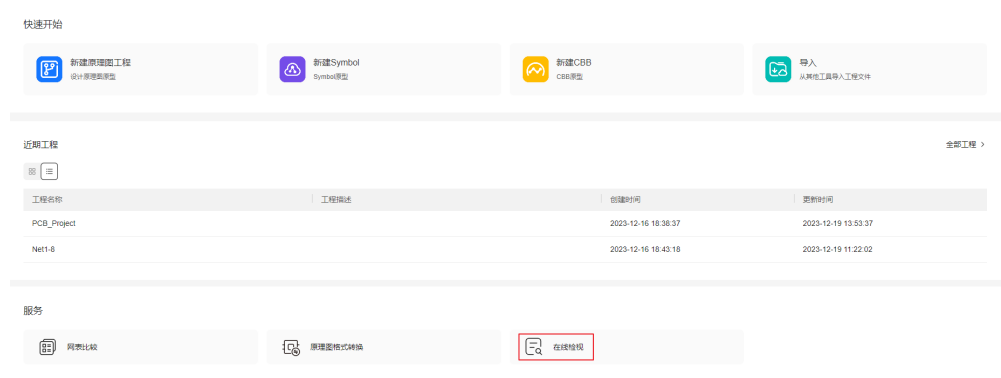 快速开始
新建原理图工程
设计原理图原型
新建Symbol
Symbol原型
新建CBB
CBB原型
导入
从其他工具导入工程文件
近期工程
全部工程 >
工程名称 工程描述 创建时间 更新时间
PCB_Project 2023-12-16 18:38:37 2023-12-19 13:53:37
Net1-8 2023-12-16 18:43:18 2023-12-19 11:22:02
服务
网表比较 原理图格式转换 在线检视